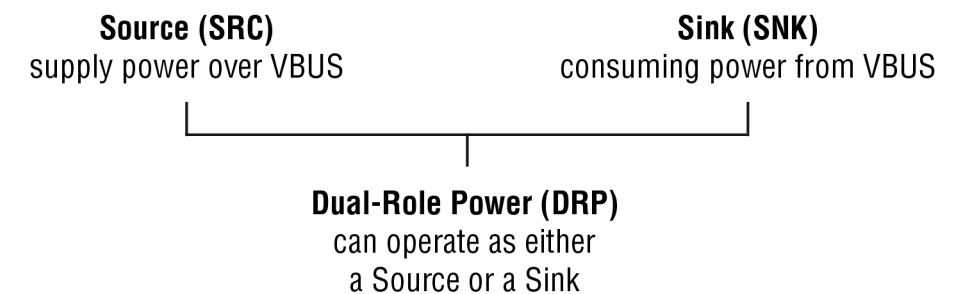 Source (SRC)
supply power over VBUS
Sink (SNK)
consuming power from VBUS
Dual-Role Power (DRP)
can operate as either
a Source or a Sink